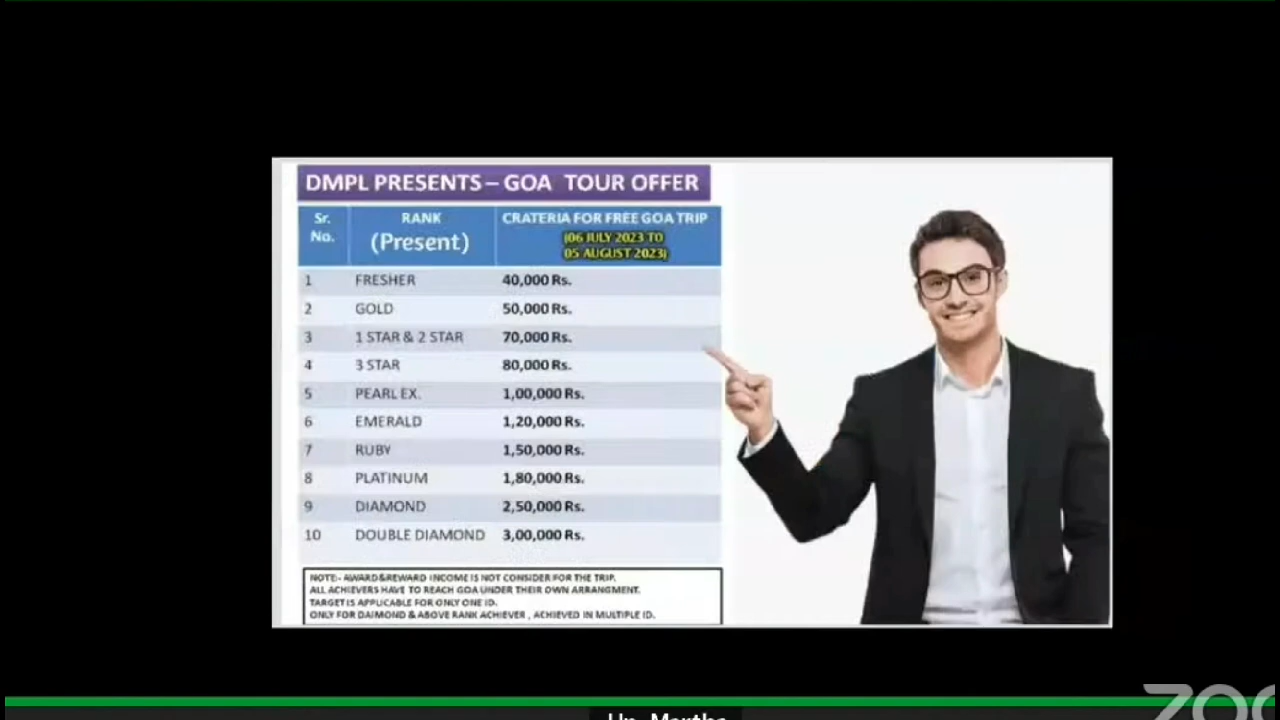 DMPL PRESENTS – GOA TOUR OFFER
Sr. No. RANK (Present) CRATERIA FOR FREE GOA TRIP (06 JULY 2023 TO 05 AUGUST 2023)
1 FRESHER 40,000 Rs.
2 GOLD 50,000 Rs.
3 1 STAR & 2 STAR 70,000 Rs.
4 3 STAR 80,000 Rs.
5 PEARL EX. 1,00,000 Rs.
6 EMERALD 1,20,000 Rs.
7 RUBY 1,50,000 Rs.
8 PLATINUM 1,80,000 Rs.
9 DIAMOND 2,50,000 Rs.
10 DOUBLE DIAMOND 3,00,000 Rs.
NOTE:- AWARD&REWARD INCOME IS NOT CONSIDER FOR THE TRIP.
ALL ACHIEVERS HAVE TO REACH GOA UNDER THEIR OWN ARRANGMENT.
TARGET IS APPLICABLE FOR ONLY ONE ID.
ONLY FOR DAIMOND & ABOVE RANK ACHIEVER , ACHIEVED IN MULTIPLE ID.